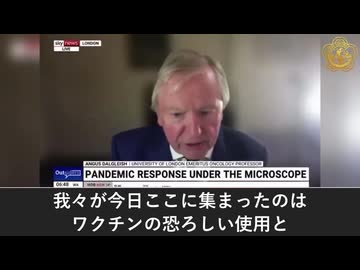 sky news
LONDON
LIVE
Outsiders
ANGUS DALGLEISH | UNIVERSITY OF LONDON EMERITUS ONCOLOGY PROFESSOR
PANDEMIC RESPONSE UNDER THE MICROSCOPE
06:48
我々が今日ここに集まったのは
ワクチンの恐ろしい使用と